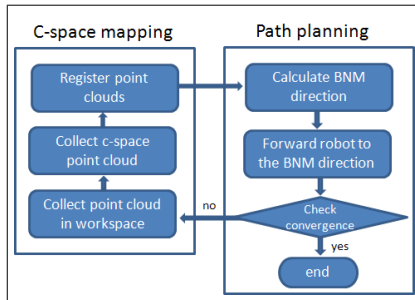 C-space mapping
Register point
clouds
Collect c-space
point cloud
Collect point cloud
in workspace
Path planning
Calculate BNM
direction
Forward robot to
the BNM direction
Check
convergence
no
yes
end